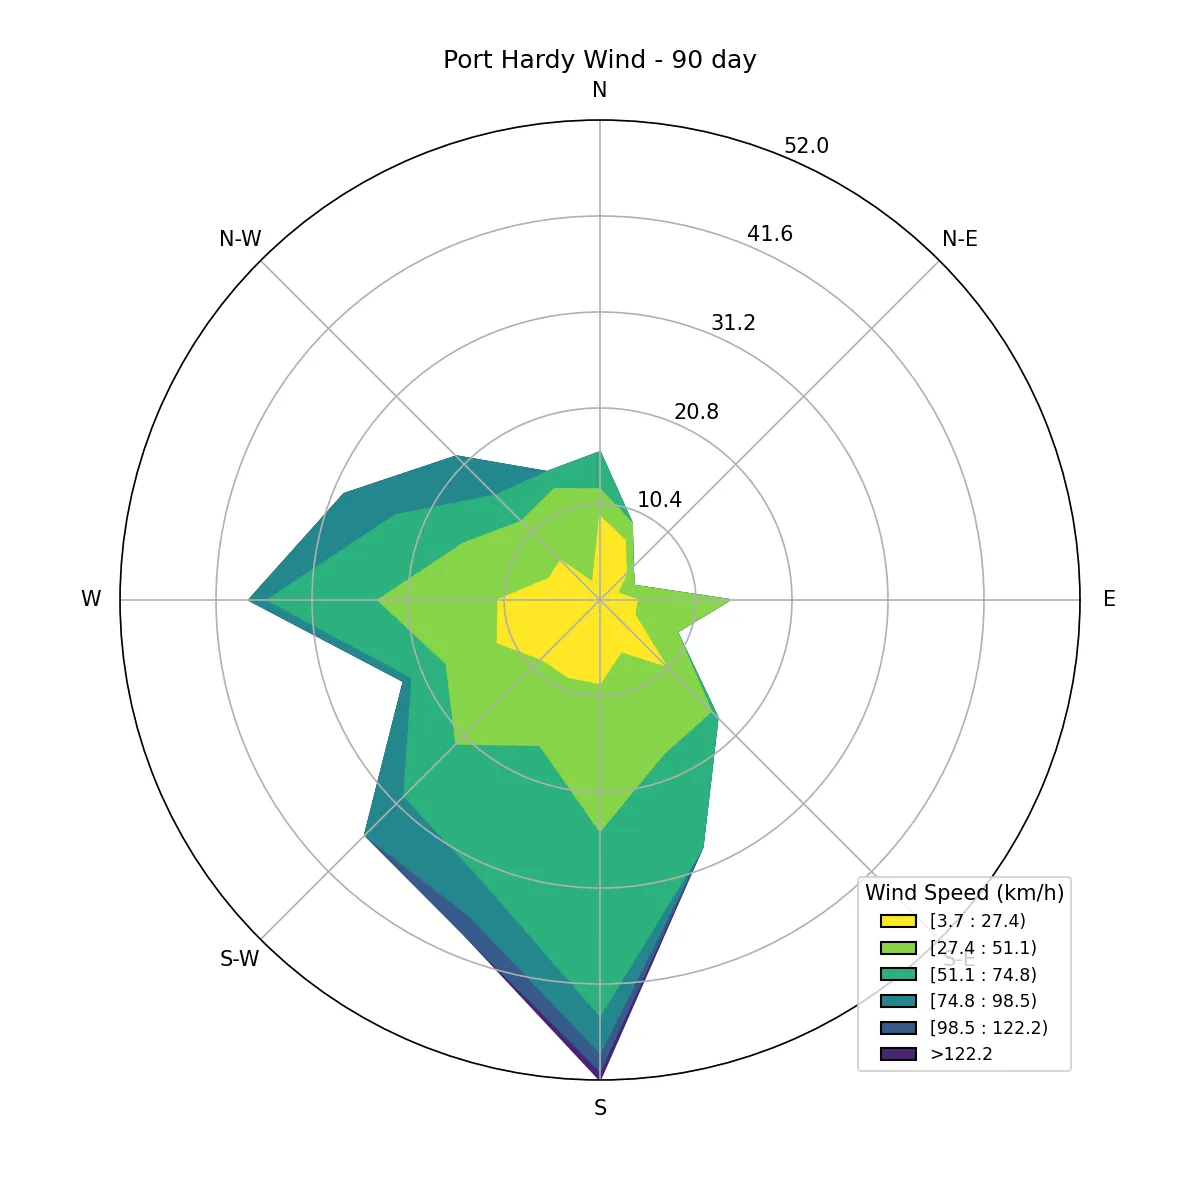 Port Hardy Wind - 90 day
N
52.0
N-W
41.6
N-E
31.2
20.8
10.4
W
E
S-W
S-E
Wind Speed (km/h)
[3.7 : 27.4)
[27.4 : 51.1)
[51.1 : 74.8)
[74.8 : 98.5)
[98.5 : 122.2)
>122.2
S